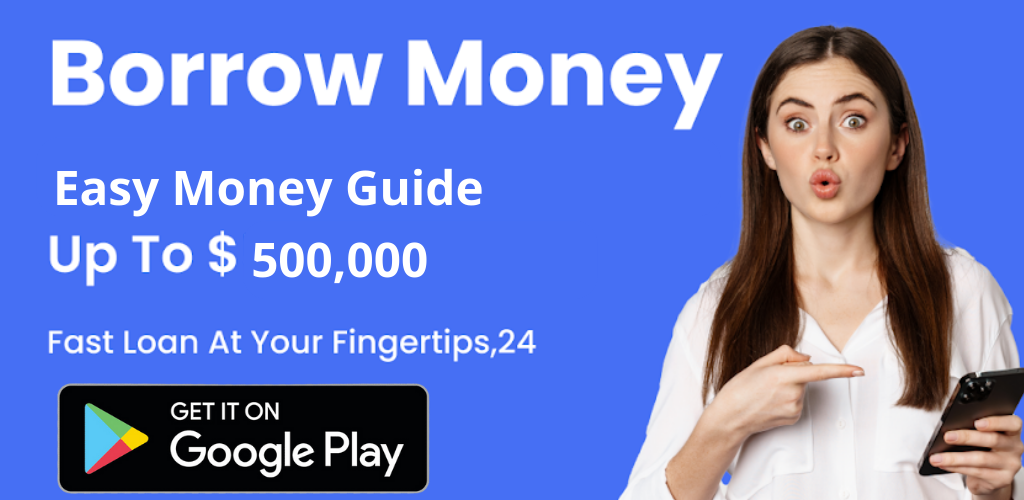 Borrow Money
Easy Money Guide
Up To $ 500,000
Fast Loan At Your Fingertips,24
GET IT ON
Google Play